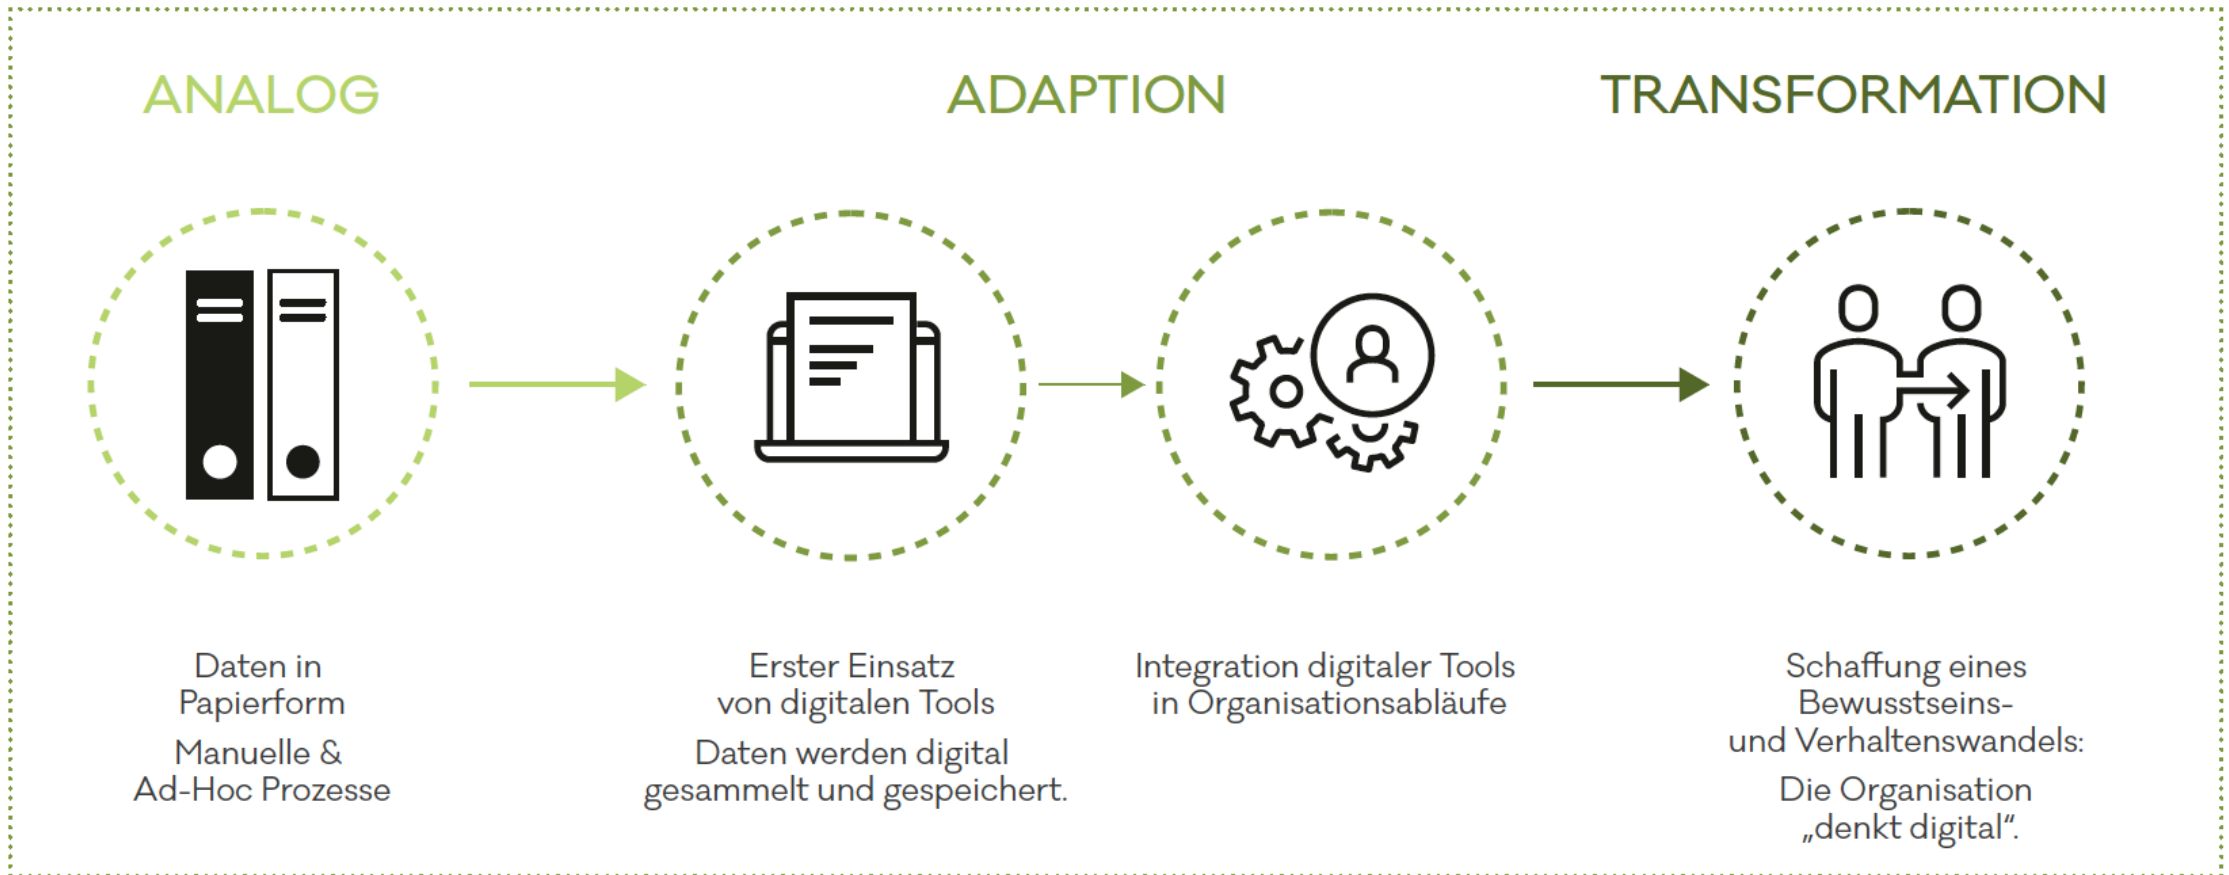 ANALOG
ADAPTION
TRANSFORMATION
Daten in
Papierform
Manuelle &
Ad-Hoc Prozesse
Erster Einsatz
von digitalen Tools
Daten werden digital
gesammelt und gespeichert.
Integration digitaler Tools
in Organisationsabläufe
Schaffung eines
Bewusstseins-
und Verhaltenswandels:
Die Organisation
„denkt digital“.